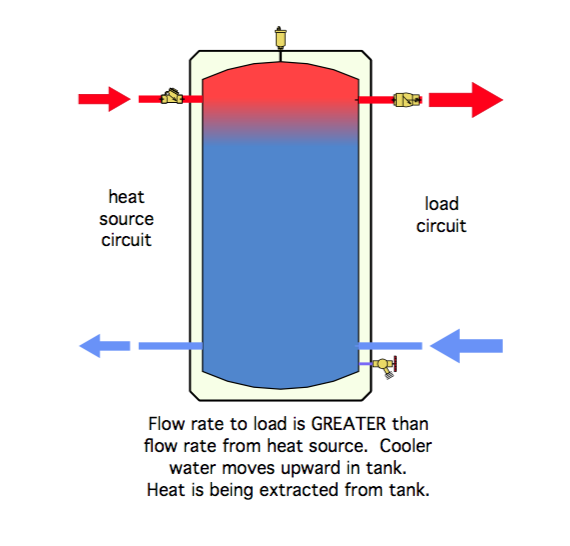 heat
source
circuit
load
circuit
Flow rate to load is GREATER than
flow rate from heat source.  Cooler
water moves upward in tank.
Heat is being extracted from tank.